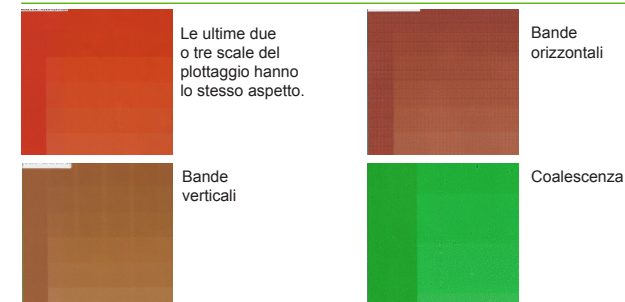 Le ultime due
o tre scale del
plottaggio hanno
lo stesso aspetto.
Bande
orizzontali
Bande
verticali
Coalescenza